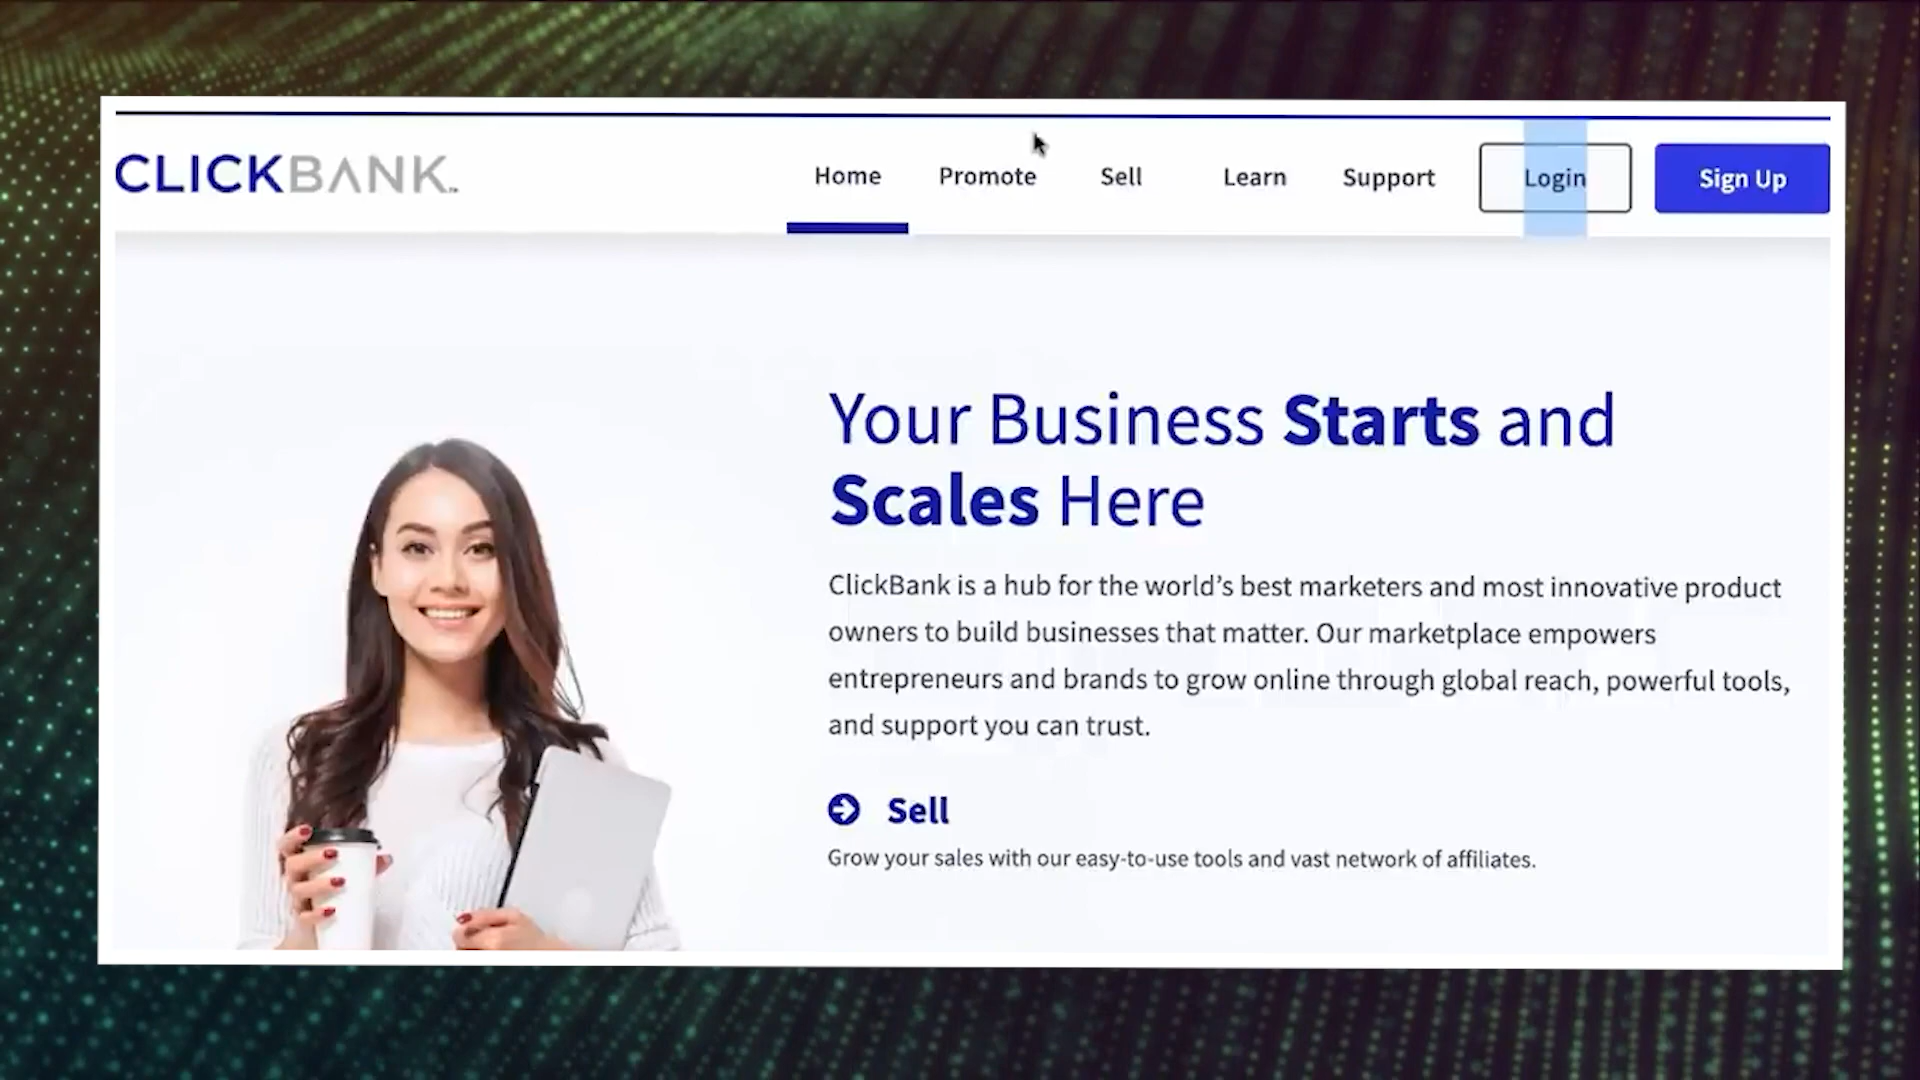 CLICKBANK™
Home Promote Sell Learn Support Login Sign Up
Your Business Starts and
Scales Here
ClickBank is a hub for the world’s best marketers and most innovative product
owners to build businesses that matter. Our marketplace empowers
entrepreneurs and brands to grow online through global reach, powerful tools,
and support you can trust.
Sell
Grow your sales with our easy-to-use tools and vast network of affiliates.